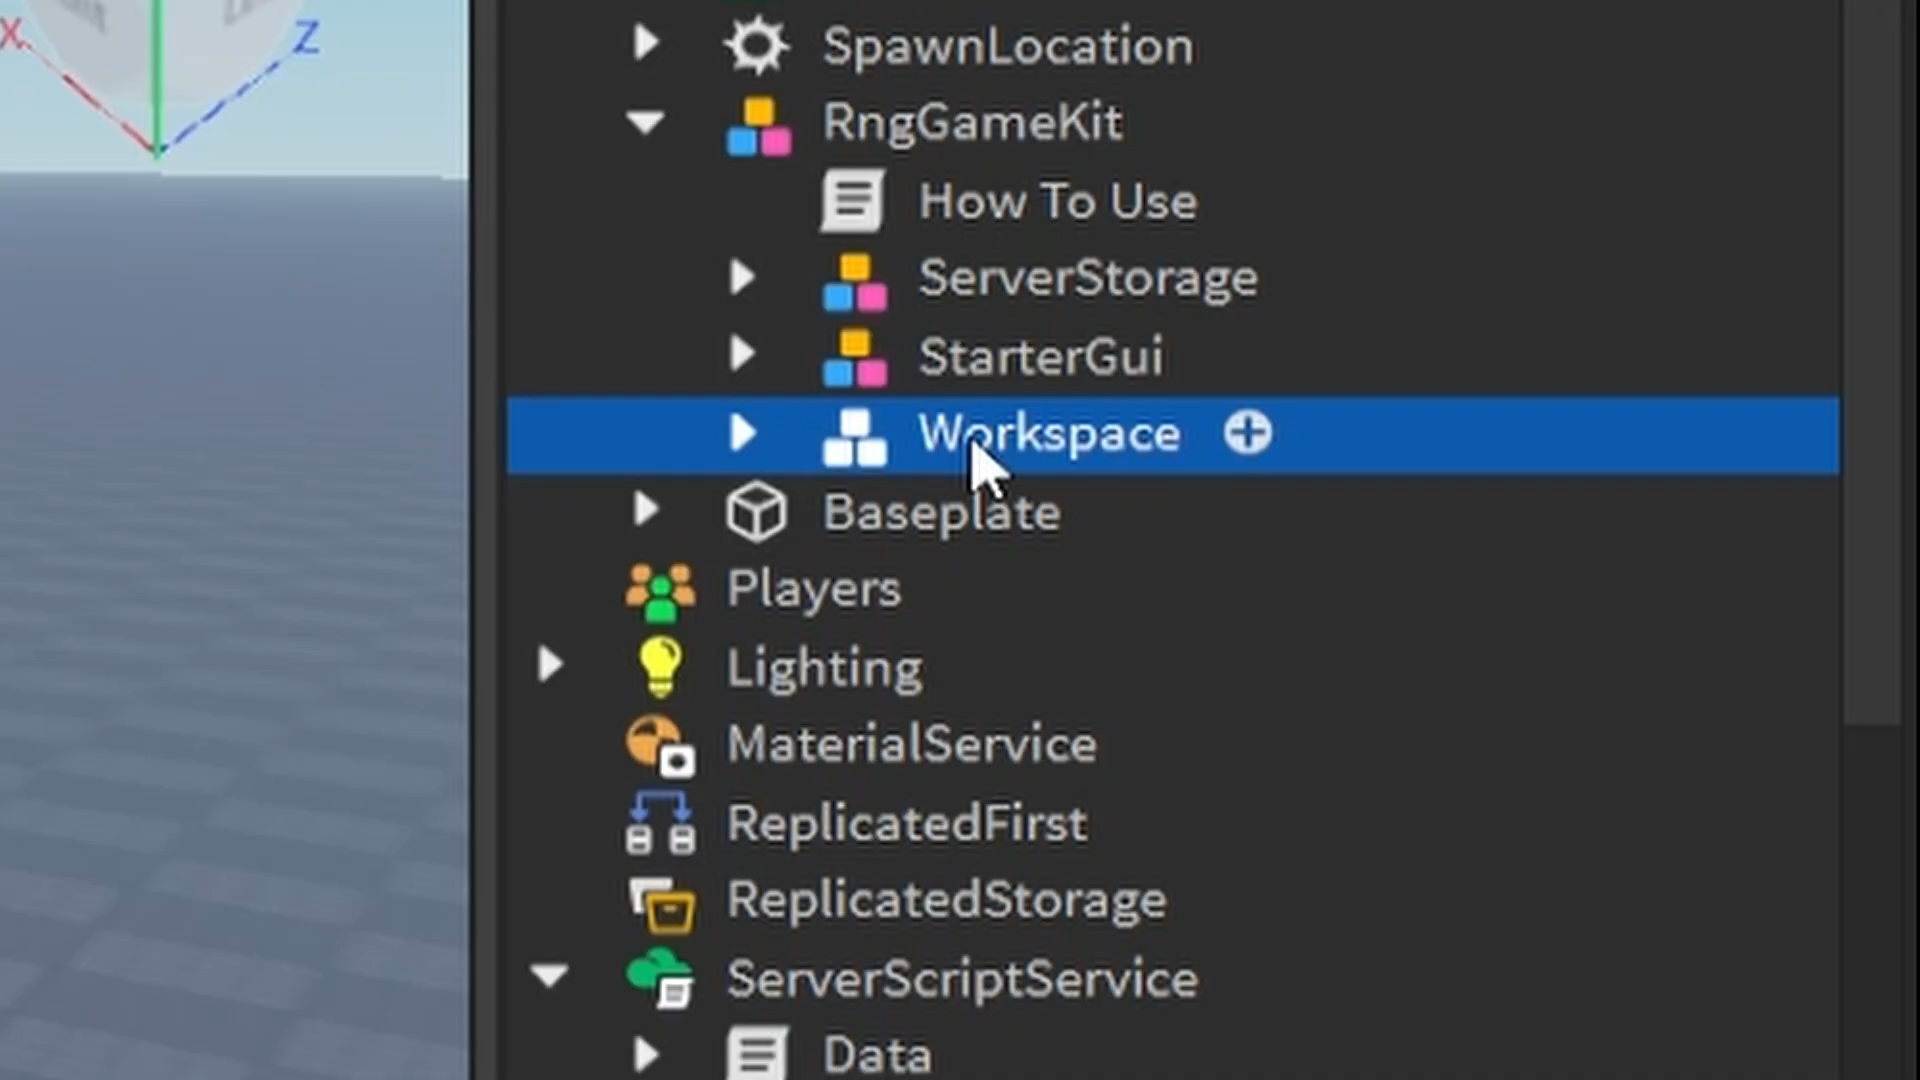 X
Z
SpawnLocation
RngGameKit
How To Use
ServerStorage
StarterGui
Workspace
Baseplate
Players
Lighting
MaterialService
ReplicatedFirst
ReplicatedStorage
ServerScriptService
Data